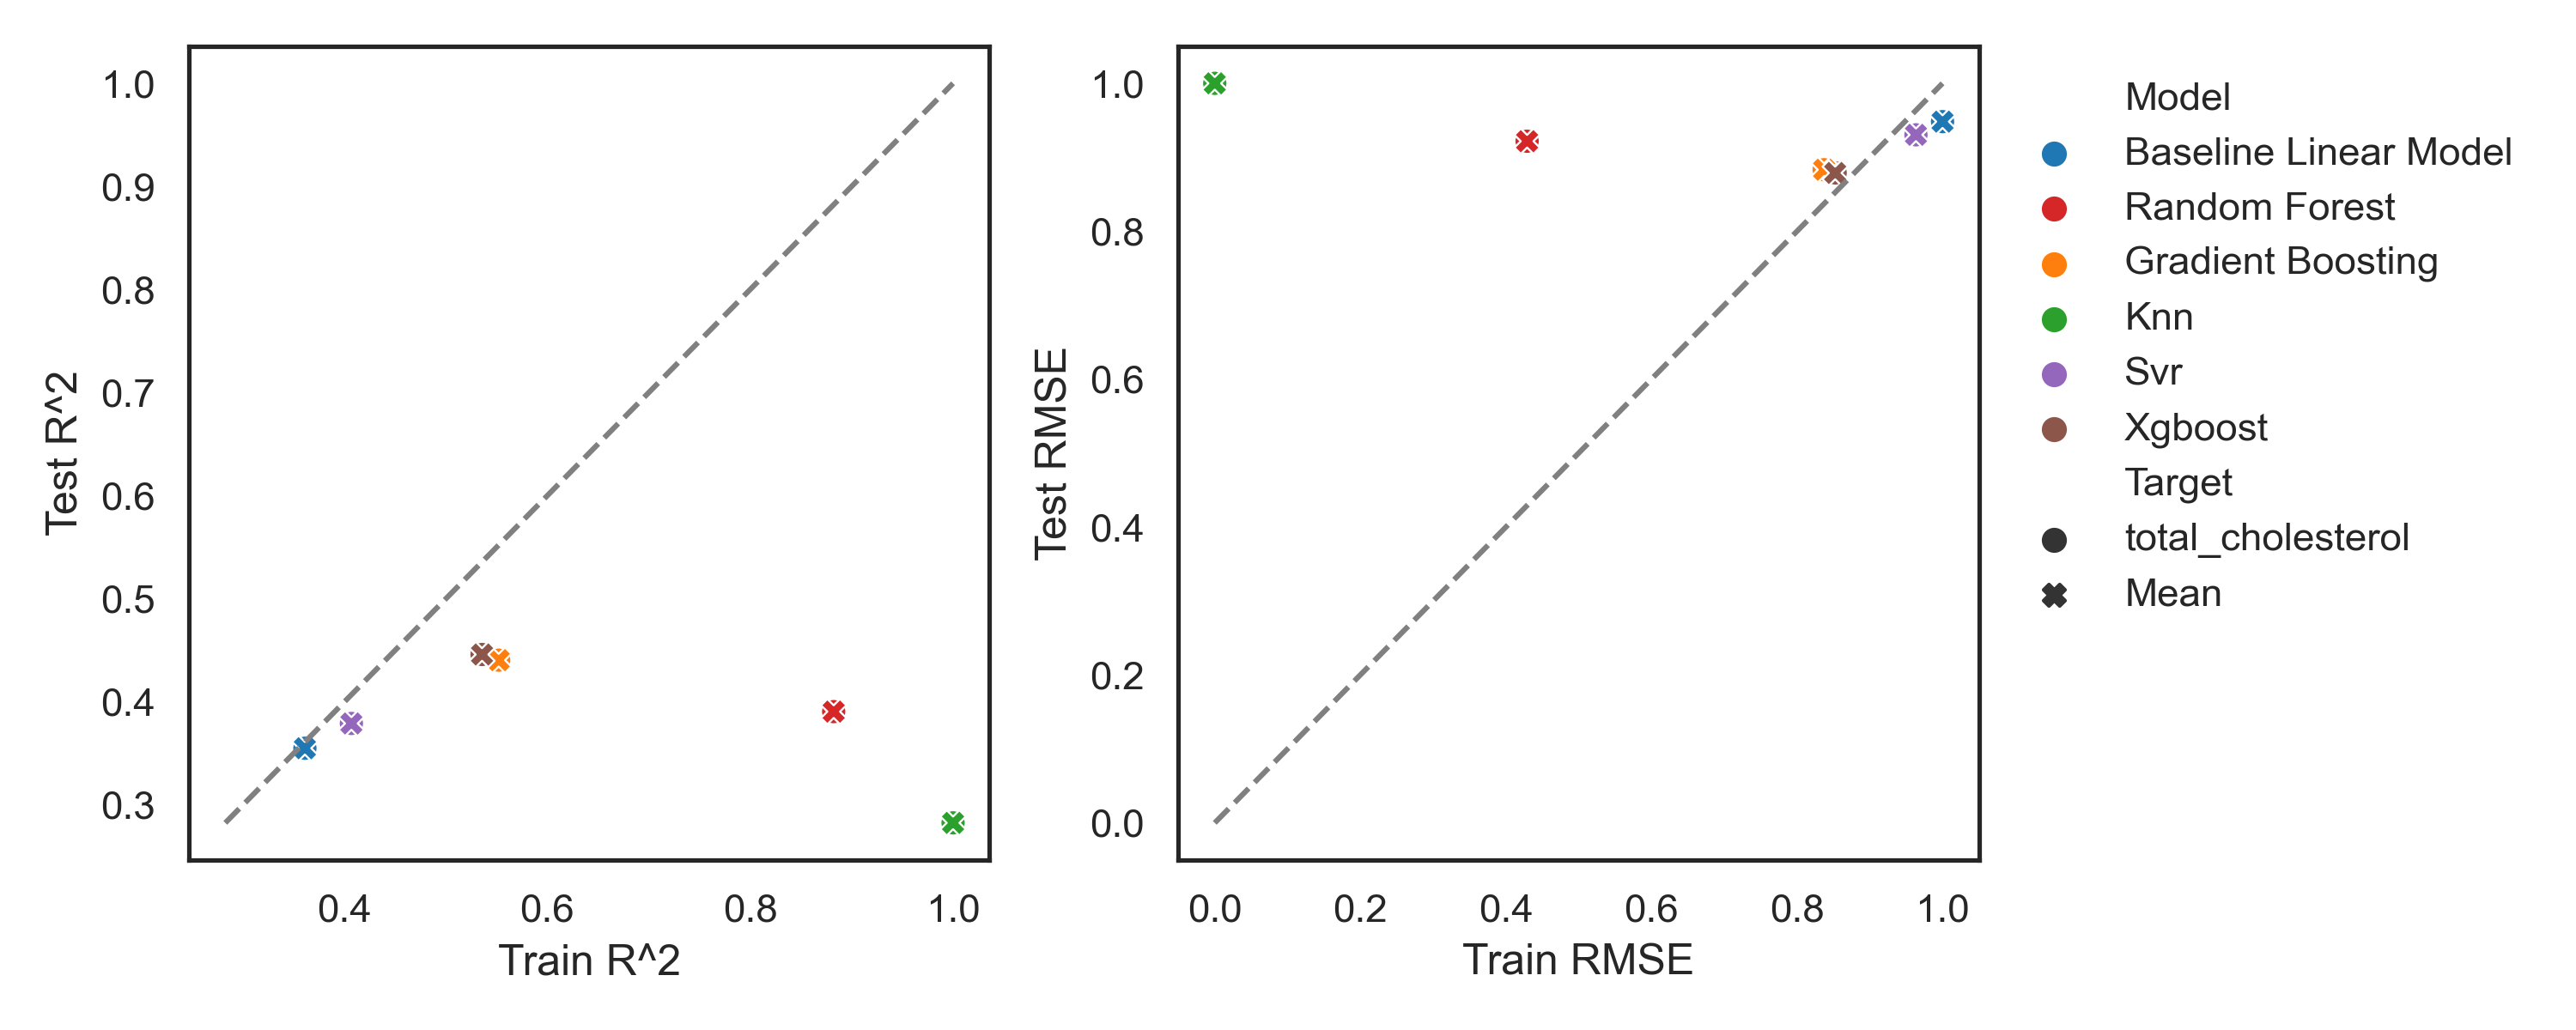 1.0
0.9
0.8
0.7
0.6
0.5
0.4
0.3
Test R^2
0.4 0.6 0.8 1.0
Train R^2
1.0
0.8
0.6
0.4
0.2
0.0
Test RMSE
0.0 0.2 0.4 0.6 0.8 1.0
Train RMSE
Model
Baseline Linear Model
Random Forest
Gradient Boosting
Knn
Svr
Xgboost
Target
total_cholesterol
Mean